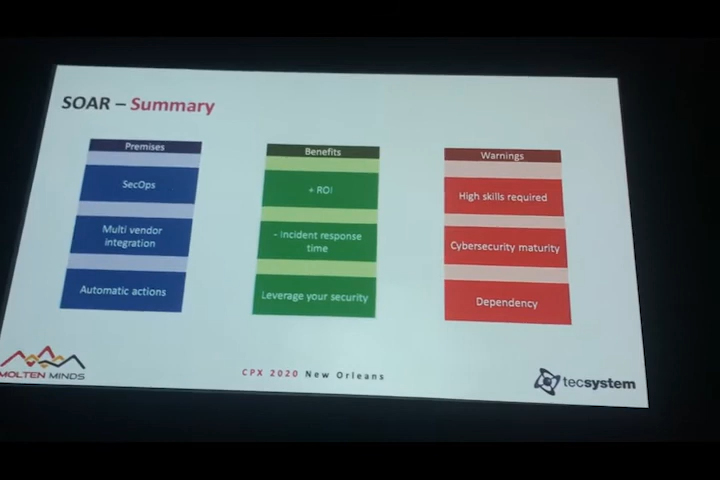 SOAR – Summary
Premises
SecOps
Multi vendor
integration
Automatic actions
Benefits
+ ROI
- Incident response
time
Leverage your security
Warnings
High skills required
Cybersecurity maturity
Dependency
MOLTEN MINDS
CPX 2020 New Orleans
tecsystem